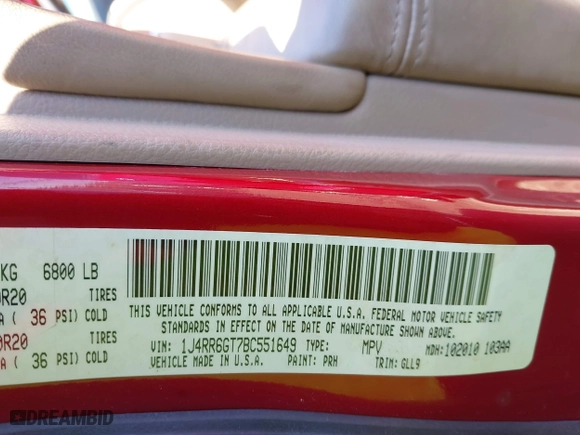 KG 6800 LB
0R20 TIRES
A ( 36 PSI) COLD
0R20 TIRES
A ( 36 PSI) COLD
THIS VEHICLE CONFORMS TO ALL APPLICABLE U.S.A. FEDERAL MOTOR VEHICLE SAFETY
STANDARDS IN EFFECT ON THE DATE OF MANUFACTURE SHOWN ABOVE.
VIN: 1J4RR6GT7BC551649 TYPE: MPV MDH:102010 103AA
VEHICLE MADE IN U.S.A. PAINT: PRH TRIM: GLL9
DREAMBID